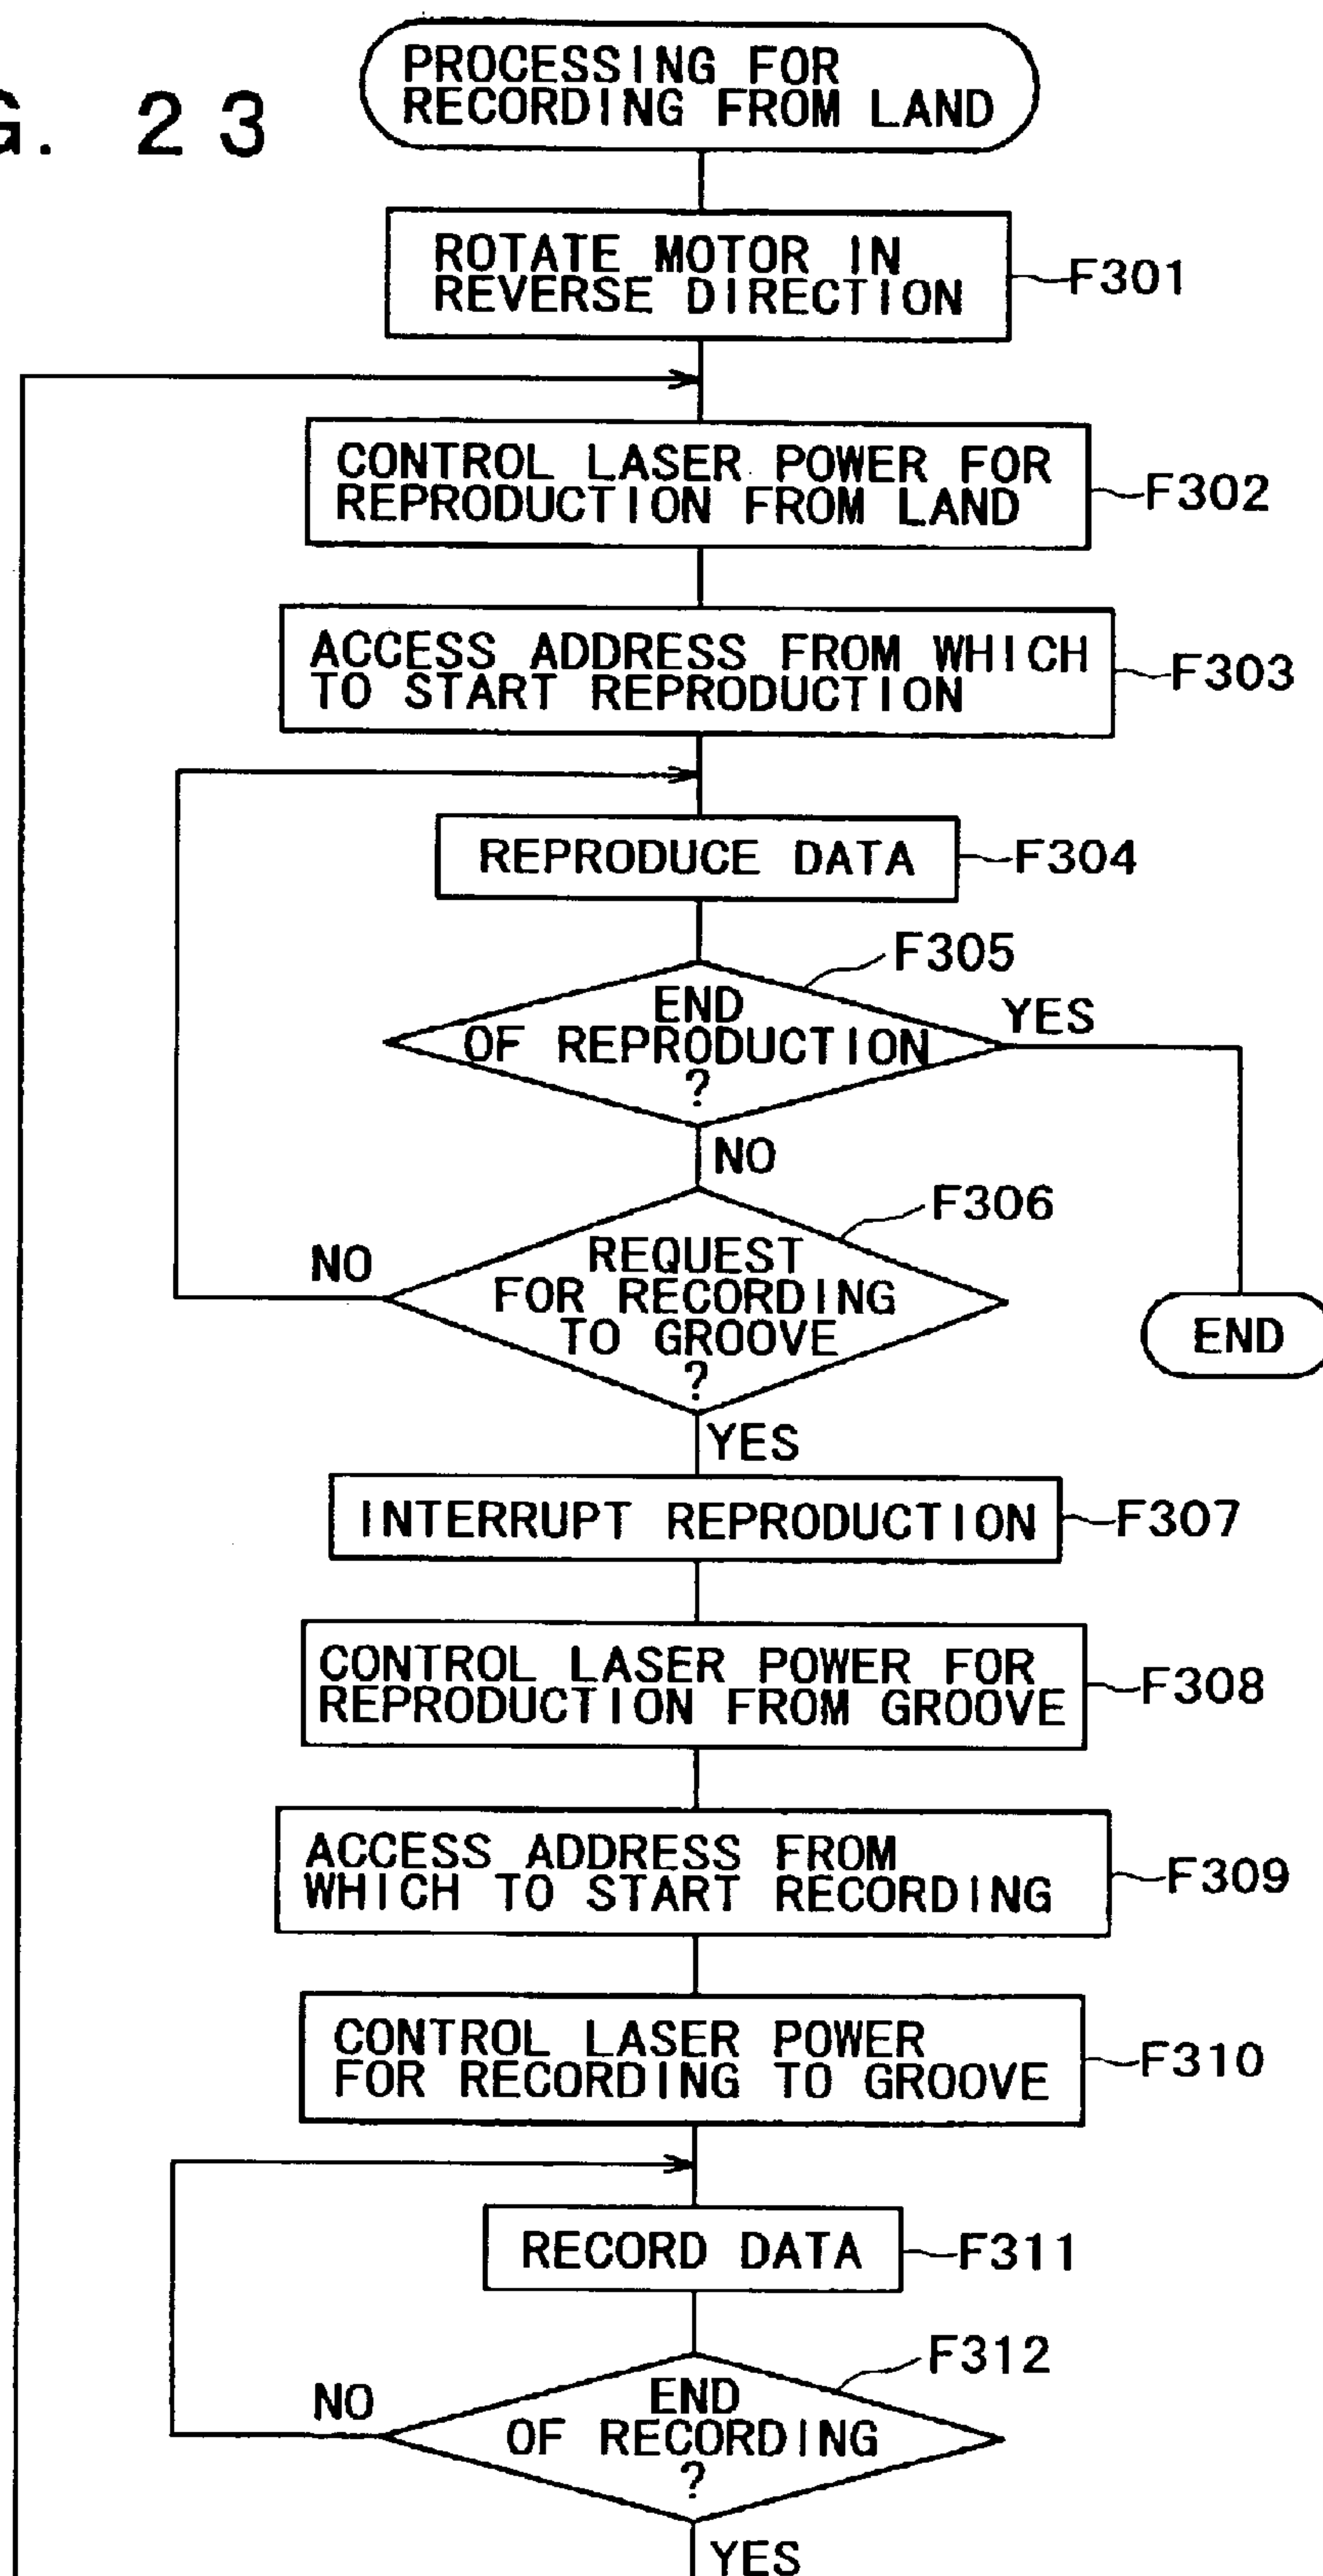 G. 23
PROCESSING FOR
RECORDING FROM LAND
ROTATE MOTOR IN
REVERSE DIRECTION
F301
CONTROL LASER POWER FOR
REPRODUCTION FROM LAND
F302
ACCESS ADDRESS FROM WHICH
TO START REPRODUCTION
F303
REPRODUCE DATA
F304
F305
END
OF REPRODUCTION
?
YES
NO
F306
REQUEST
FOR RECORDING
TO GROOVE
?
NO
END
YES
INTERRUPT REPRODUCTION
F307
CONTROL LASER POWER FOR
REPRODUCTION FROM GROOVE
F308
ACCESS ADDRESS FROM
WHICH TO START RECORDING
F309
CONTROL LASER POWER
FOR RECORDING TO GROOVE
F310
RECORD DATA
F311
F312
END
OF RECORDING
?
NO
YES